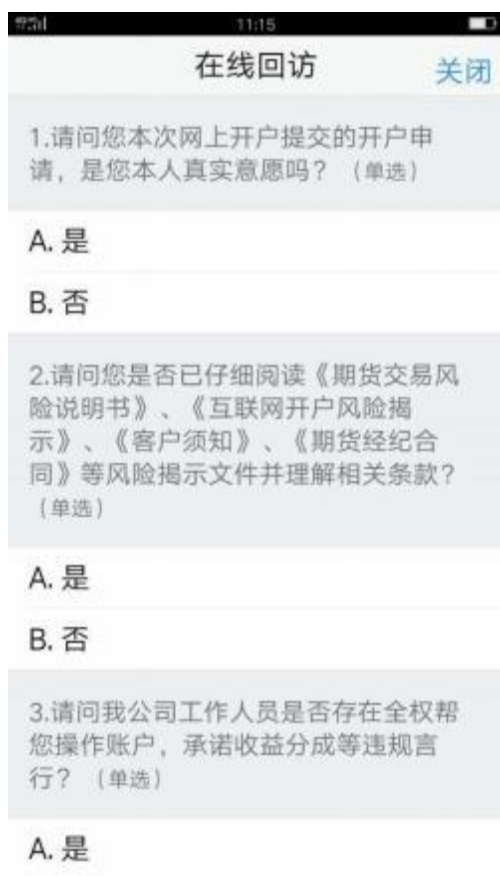 11:15
在线回访
关闭
1.请问您本次网上开户提交的开户申
请，是您本人真实意愿吗？（单选）
A. 是
B. 否
2.请问您是否已仔细阅读《期货交易风
险说明书》、《互联网开户风险揭
示》、《客户须知》、《期货经纪合
同》等风险揭示文件并理解相关条款？
（单选）
A. 是
B. 否
3.请问我公司工作人员是否存在全权帮
您操作账户，承诺收益分成等违规言
行？（单选）
A. 是